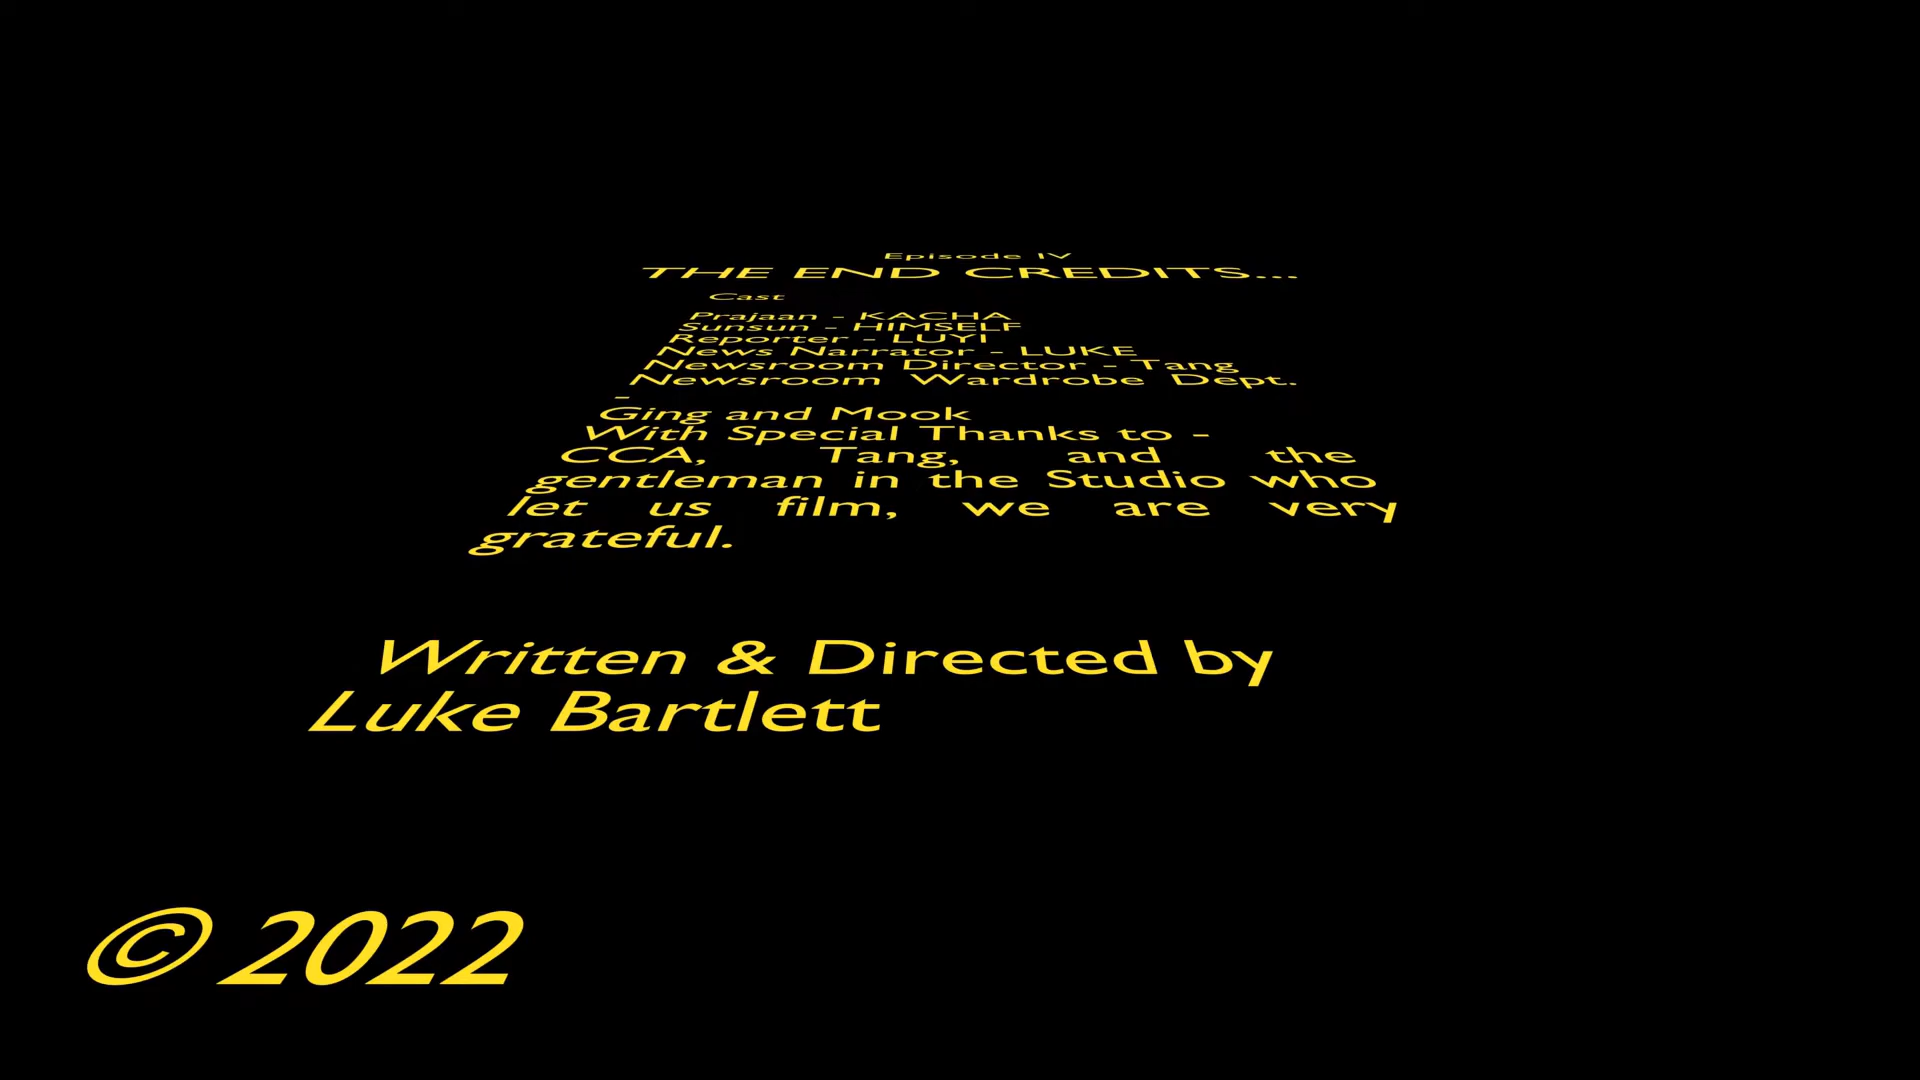 Episode IV
THE END CREDITS...
Cast
Prajaan - KACHA
Sunsun - HIMSELF
Reporter - LUYI
News Narrator - LUKE
Newsroom Director - Tang
Newsroom Wardrobe Dept.
-
Ging and Mook
With Special Thanks to -
CCA, Tang, and the
gentleman in the Studio who
let us film, we are very
grateful.
Written & Directed by
Luke Bartlett
© 2022